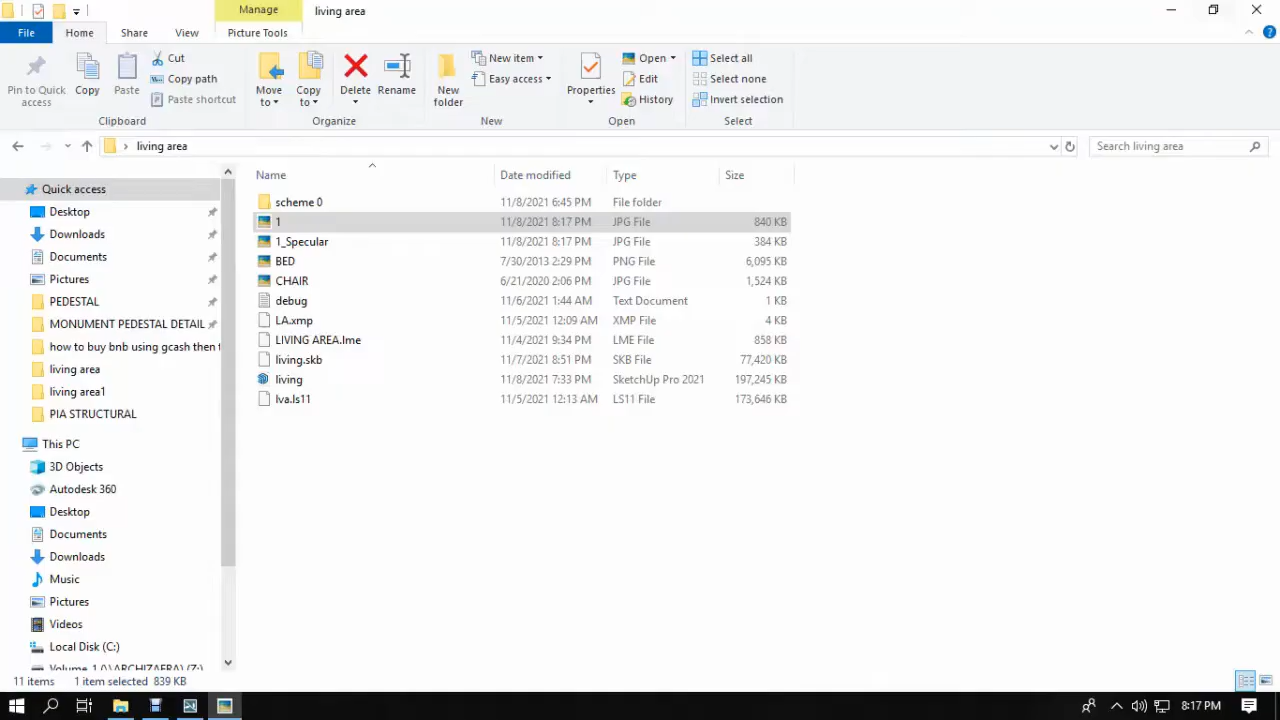 Manage
living area
File
Home
Share
View
Picture Tools
Pin to Quick access
Copy
Paste
Cut
Copy path
Paste shortcut
Clipboard
Move to
Copy to
Delete
Rename
Organize
New folder
New item
Easy access
New
Properties
Open
Edit
History
Open
Select all
Select none
Invert selection
Select
living area
Search living area
Name Date modified Type Size
scheme 0 11/8/2021 6:45 PM File folder
1 11/8/2021 8:17 PM JPG File 840 KB
1_Specular 11/8/2021 8:17 PM JPG File 384 KB
BED 7/30/2013 2:29 PM PNG File 6,095 KB
CHAIR 6/21/2020 2:06 PM JPG File 1,524 KB
debug 11/6/2021 1:44 AM Text Document 1 KB
LA.xmp 11/5/2021 12:09 AM XMP File 4 KB
LIVING AREA.lme 11/4/2021 9:34 PM LME File 858 KB
living.skb 11/7/2021 8:51 PM SKB File 77,420 KB
living 11/8/2021 7:33 PM SketchUp Pro 2021 197,245 KB
lva.ls11 11/5/2021 12:13 AM LS11 File 173,646 KB
Quick access
Desktop
Downloads
Documents
Pictures
PEDESTAL
MONUMENT PEDESTAL DETAIL
how to buy bnb using gcash then t
living area
living area1
PIA STRUCTURAL
This PC
3D Objects
Autodesk 360
Desktop
Documents
Downloads
Music
Pictures
Videos
Local Disk (C:)
Volume 1 (\\ARCHIZAFRA) (Z:)
11 items 1 item selected 839 KB
8:17 PM